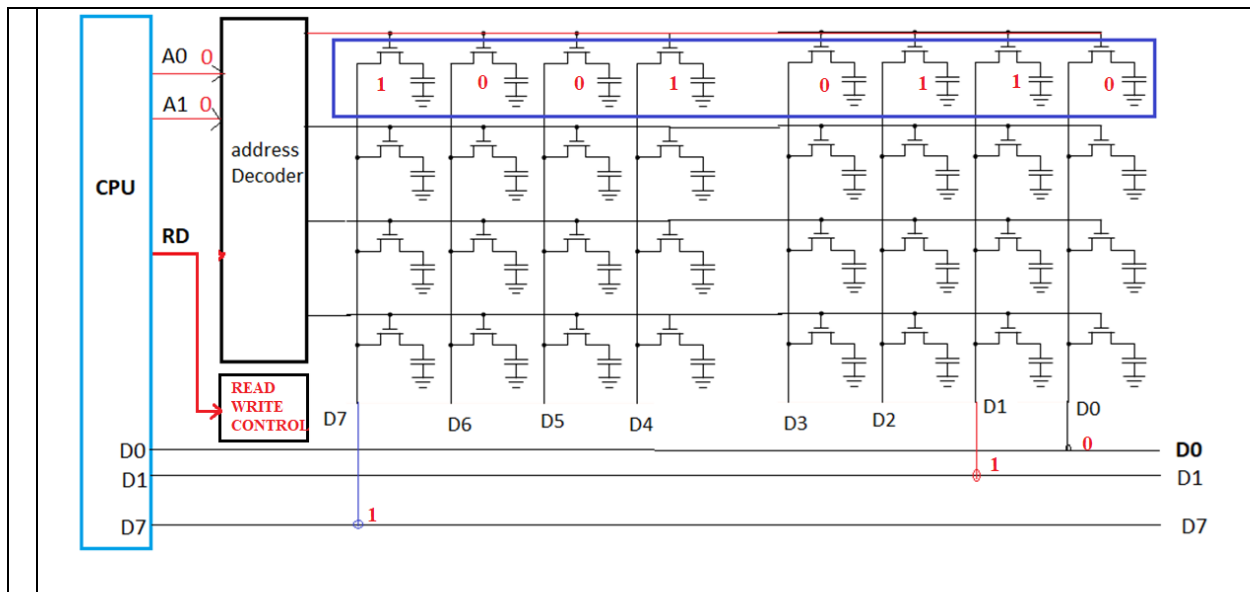 A0 0
A1 0
address
Decoder
CPU
RD
1 0 0 1 0 1 1 0
READ
WRITE
CONTROL
D7 D6 D5 D4 D3 D2 D1 D0
D0 0 D0
D1 1 D1
D7 1 D7